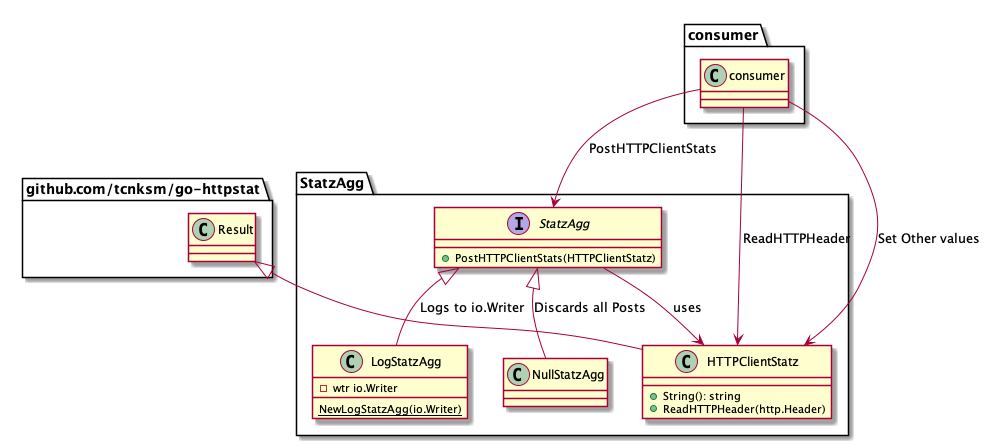 consumer
C consumer
PostHTTPClientStats
github.com/tcnksm/go-httpstat
StatzAgg
C Result
I StatzAgg
PostHTTPClientStats(HTTPClientStatz)
ReadHTTPHeader
Set Other values
Logs to io.Writer
Discards all Posts
uses
C LogStatzAgg
wtr io.Writer
NewLogStatzAgg(io.Writer)
C NullStatzAgg
C HTTPClientStatz
String(): string
ReadHTTPHeader(http.Header)